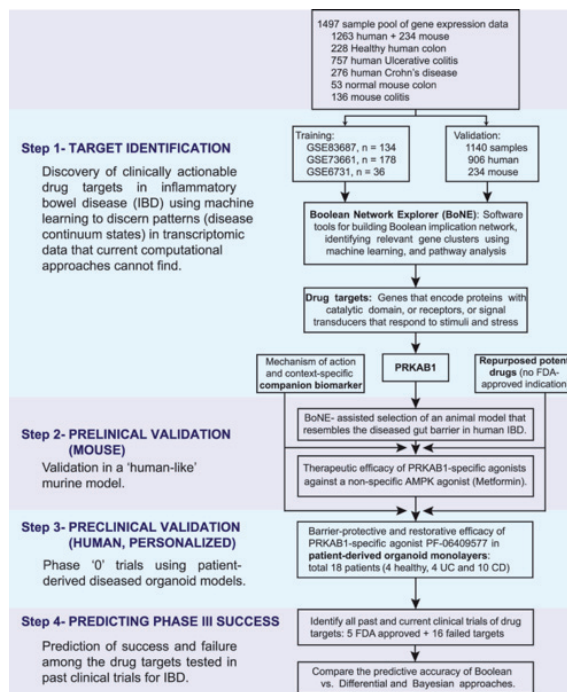 1497 sample pool of gene expression data
1263 human + 234 mouse
228 Healthy human colon
757 human Ulcerative colitis
276 human Crohn's disease
53 normal mouse colon
136 mouse colitis
Step 1- TARGET IDENTIFICATION
Discovery of clinically actionable
drug targets in inflammatory
bowel disease (IBD) using machine
learning to discern patterns (disease
continuum states) in transcriptomic
data that current computational
approaches cannot find.
Training:
GSE83687, n = 134
GSE73661, n = 178
GSE6731, n = 36
Validation:
1140 samples
906 human
234 mouse
Boolean Network Explorer (BoNE): Software
tools for building Boolean implication network,
identifying relevant gene clusters using
machine learning, and pathway analysis
Drug targets: Genes that encode proteins with
catalytic domain, or receptors, or signal
transducers that respond to stimuli and stress
Mechanism of action
and context-specific
companion biomarker
PRKAB1
Repurposed potent
drugs (no FDA-
approved indication
Step 2- PRELINICAL VALIDATION
(MOUSE)
Validation in a 'human-like'
murine model.
BoNE- assisted selection of an animal model that
resembles the diseased gut barrier in human IBD.
Therapeutic efficacy of PRKAB1-specific agonists
against a non-specific AMPK agonist (Metformin).
Step 3- PRECLINICAL VALIDATION
(HUMAN, PERSONALIZED)
Phase '0' trials using patient-
derived diseased organoid models.
Barrier-protective and restorative efficacy of
PRKAB1-specific agonist PF-06409577 in
patient-derived organoid monolayers:
total 18 patients (4 healthy, 4 UC and 10 CD)
Step 4- PREDICTING PHASE III SUCCESS
Prediction of success and failure
among the drug targets tested in
past clinical trials for IBD.
Identify all past and current clinical trials of drug
targets: 5 FDA approved + 16 failed targets
Compare the predictive accuracy of Boolean
vs. Differential and Bayesian approaches.